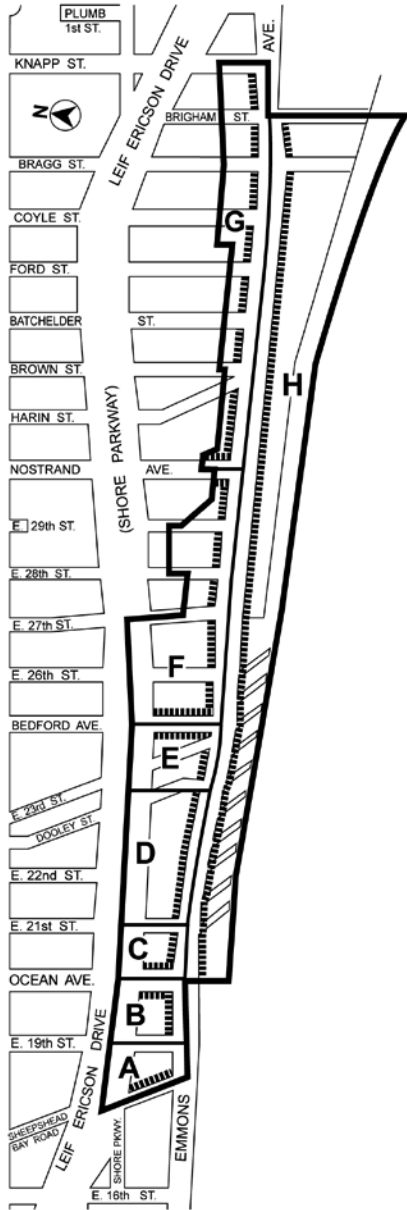 PLUMB
1st ST.
KNAPP ST.
AVE.
LEIF ERICSON DRIVE
N
BRIGHAM ST.
BRAGG ST.
COYLE ST.
G
FORD ST.
BATCHELDER ST.
BROWN ST.
H
HARIN ST.
(SHORE PARKWAY)
NOSTRAND AVE.
E. 29th ST.
E. 28th ST.
E. 27th ST.
F
E. 26th ST.
BEDFORD AVE.
E
E. 23rd ST.
DOOLEY ST.
D
E. 22nd ST.
E. 21st ST.
C
OCEAN AVE.
B
E. 19th ST.
A
LEIF ERICSON DRIVE
SHEEPSHEAD
BAY ROAD
SHORE PKWY.
EMMONS
E. 16th ST.